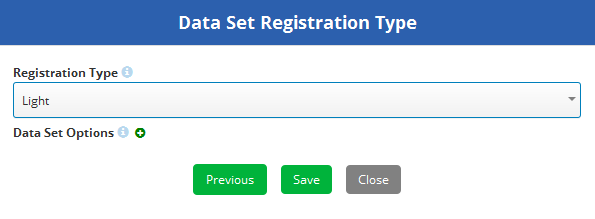 Data Set Registration Type
Registration Type
Light
Data Set Options
Previous Save Close